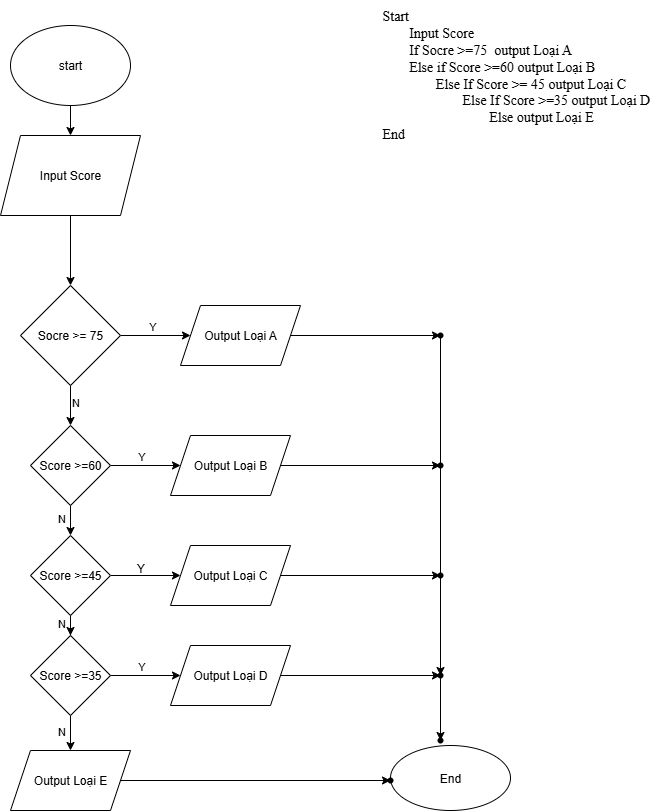 Start
Input Score
If Socre >=75 output Loại A
Else if Score >=60 output Loại B
Else If Score >= 45 output Loại C
Else If Score >=35 output Loại D
Else output Loại E
End
start
Input Score
Socre >= 75
Y
Output Loại A
N
Score >=60
Y
Output Loại B
N
Score >=45
Y
Output Loại C
N
Score >=35
Y
Output Loại D
N
Output Loại E
End